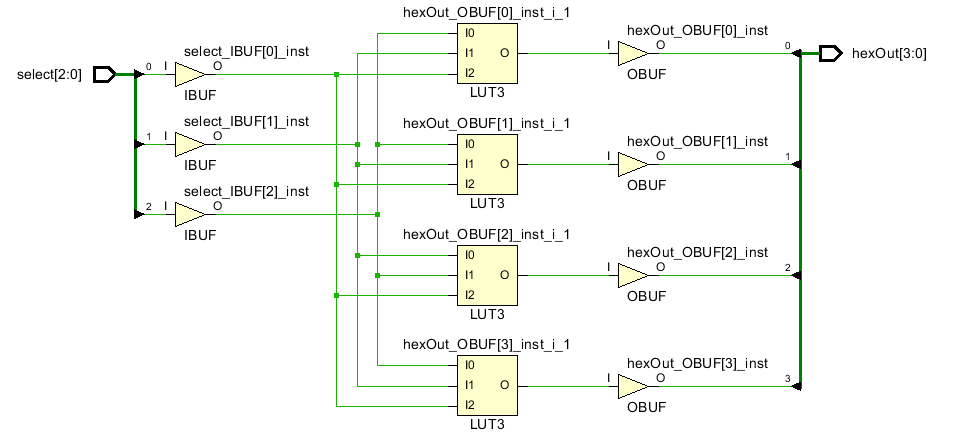 hexOut_OBUF[0]_inst_i_1
select_IBUF[0]_inst
I0
I1 O
I2
LUT3
hexOut_OBUF[0]_inst
I O
OBUF
0
hexOut[3:0]
select[2:0]
0 I O
IBUF
select_IBUF[1]_inst
1 I O
IBUF
select_IBUF[2]_inst
2 I O
IBUF
hexOut_OBUF[1]_inst_i_1
I0
I1 O
I2
LUT3
hexOut_OBUF[1]_inst
I O
OBUF
1
hexOut_OBUF[2]_inst_i_1
I0
I1 O
I2
LUT3
hexOut_OBUF[2]_inst
I O
OBUF
2
hexOut_OBUF[3]_inst_i_1
I0
I1 O
I2
LUT3
hexOut_OBUF[3]_inst
I O
OBUF
3